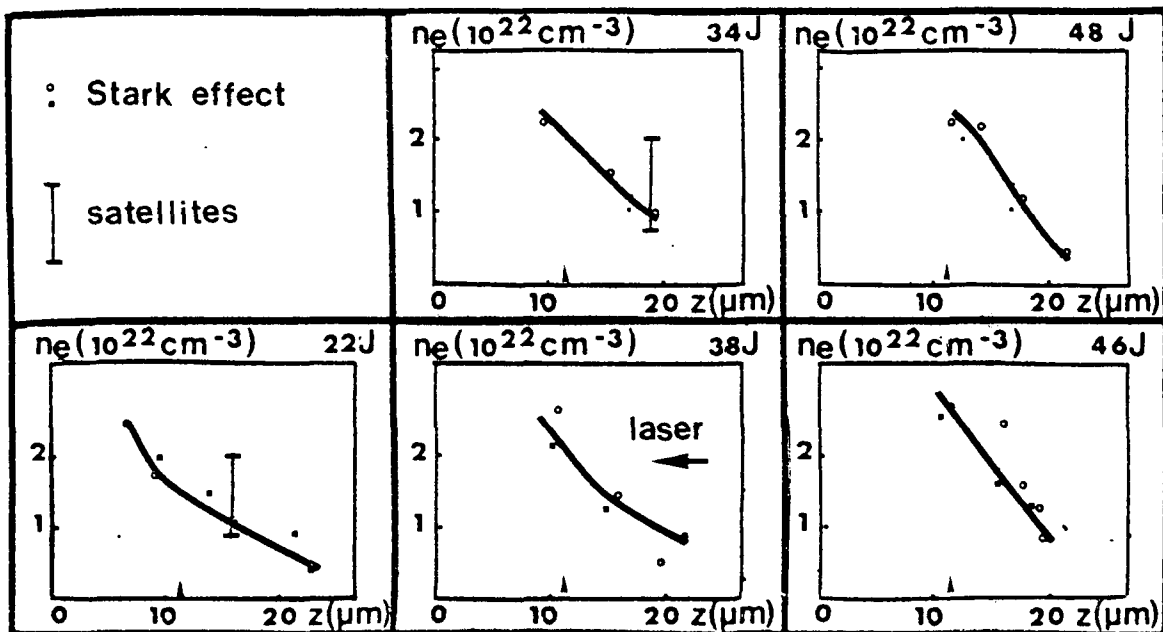 Stark effect
satellites
ne(10²²cm⁻³) 34J
2
1
0 10 20 z(µm)
ne(10²²cm⁻³) 48 J
2
1
0 10 20 z(µm)
ne(10²²cm⁻³) 22J
2
1
0 10 20 z(µm)
ne(10²²cm⁻³) 38J
laser
2
1
0 10 20 z(µm)
ne(10²²cm⁻³) 46J
2
1
0 10 20 z(µm)